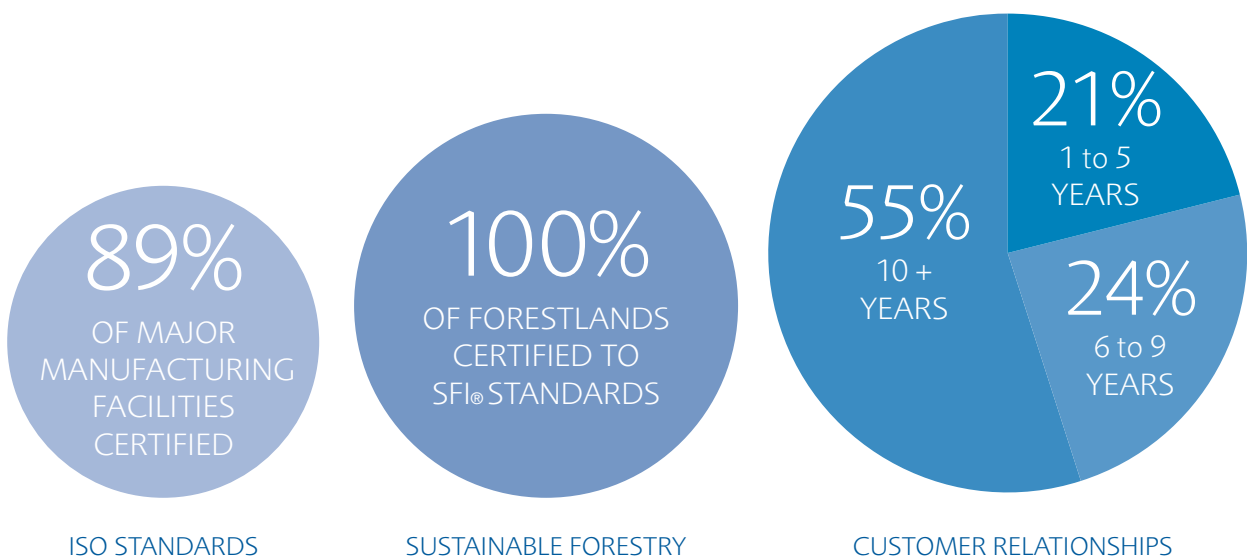 89%
OF MAJOR
MANUFACTURING
FACILITIES
CERTIFIED
ISO STANDARDS
100%
OF FORESTLANDS
CERTIFIED TO
SFI® STANDARDS
SUSTAINABLE FORESTRY
21%
1 to 5
YEARS
55%
10 +
YEARS
24%
6 to 9
YEARS
CUSTOMER RELATIONSHIPS